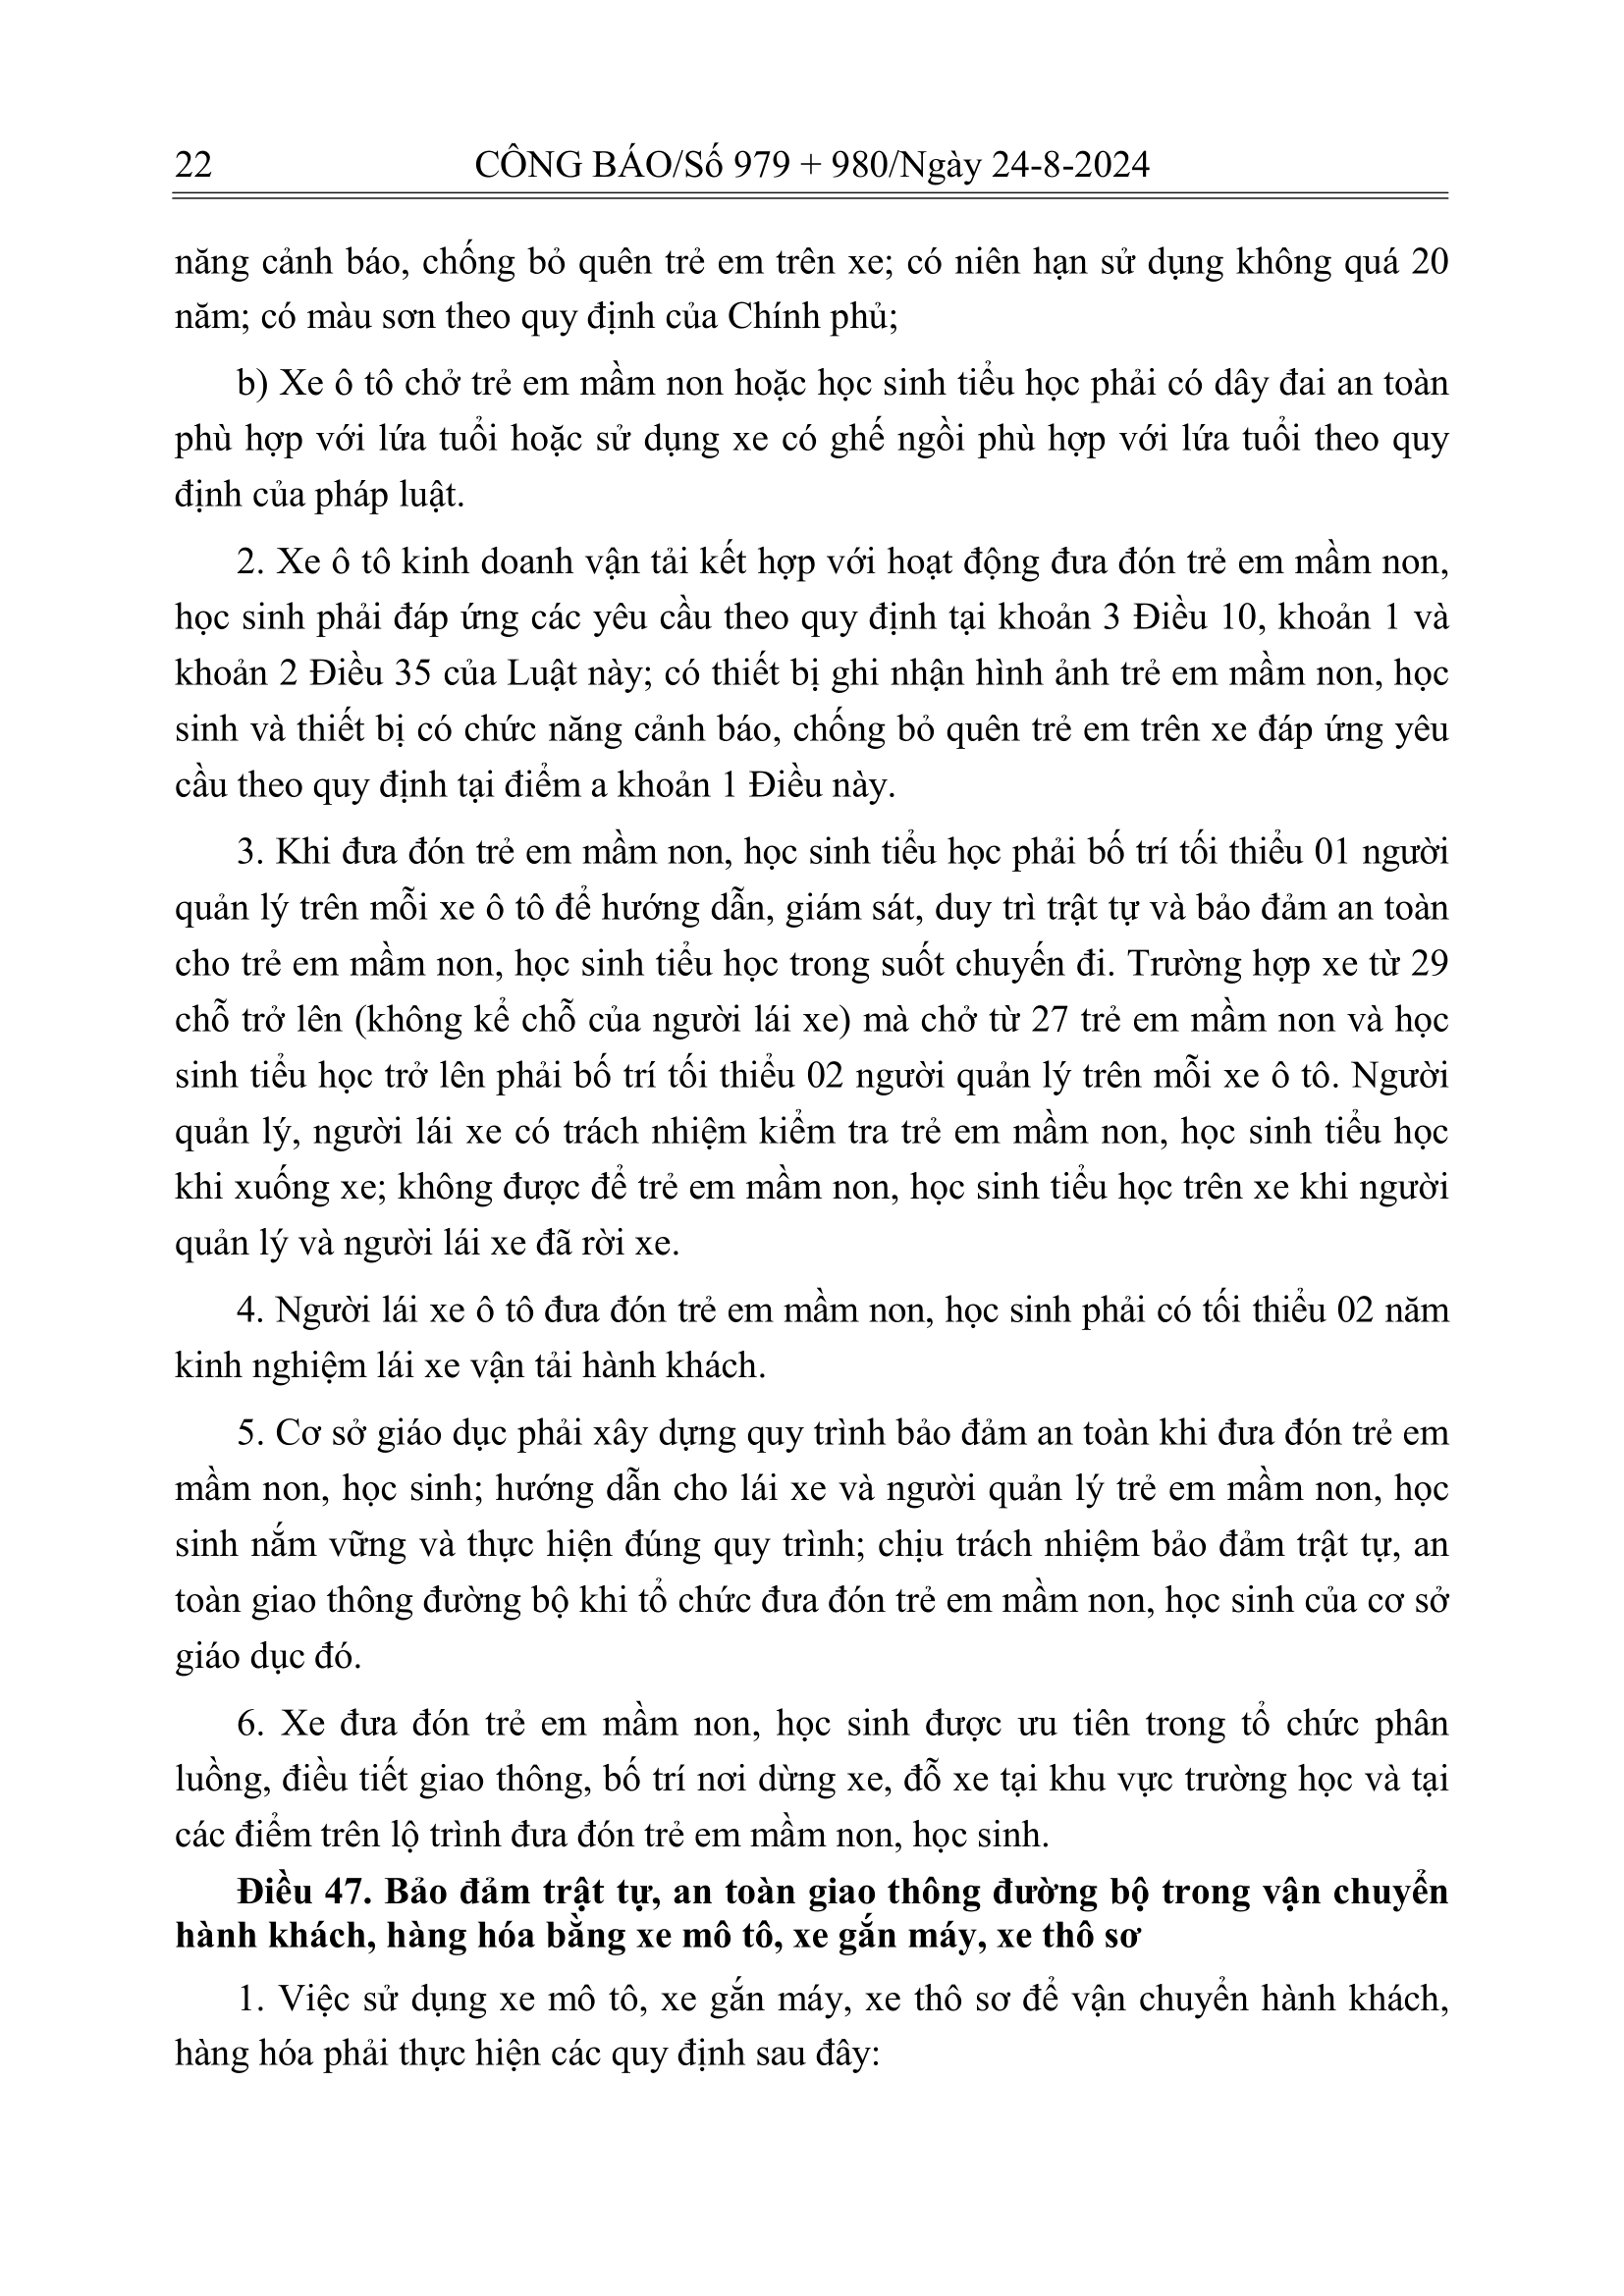 22
CÔNG BÁO/Số 979 + 980/Ngày 24-8-2024
năng cảnh báo, chống bỏ quên trẻ em trên xe; có niên hạn sử dụng không quá 20
năm; có màu sơn theo quy định của Chính phủ;
b) Xe ô tô chở trẻ em mầm non hoặc học sinh tiểu học phải có dây đai an toàn
phù hợp với lứa tuổi hoặc sử dụng xe có ghế ngồi phù hợp với lứa tuổi theo quy
định của pháp luật.
2. Xe ô tô kinh doanh vận tải kết hợp với hoạt động đưa đón trẻ em mầm non,
học sinh phải đáp ứng các yêu cầu theo quy định tại khoản 3 Điều 10, khoản 1 và
khoản 2 Điều 35 của Luật này; có thiết bị ghi nhận hình ảnh trẻ em mầm non, học
sinh và thiết bị có chức năng cảnh báo, chống bỏ quên trẻ em trên xe đáp ứng yêu
cầu theo quy định tại điểm a khoản 1 Điều này.
3. Khi đưa đón trẻ em mầm non, học sinh tiểu học phải bố trí tối thiểu 01 người
quản lý trên mỗi xe ô tô để hướng dẫn, giám sát, duy trì trật tự và bảo đảm an toàn
cho trẻ em mầm non, học sinh tiểu học trong suốt chuyến đi. Trường hợp xe từ 29
chỗ trở lên (không kể chỗ của người lái xe) mà chở từ 27 trẻ em mầm non và học
sinh tiểu học trở lên phải bố trí tối thiểu 02 người quản lý trên mỗi xe ô tô. Người
quản lý, người lái xe có trách nhiệm kiểm tra trẻ em mầm non, học sinh tiểu học
khi xuống xe; không được để trẻ em mầm non, học sinh tiểu học trên xe khi người
quản lý và người lái xe đã rời xe.
4. Người lái xe ô tô đưa đón trẻ em mầm non, học sinh phải có tối thiểu 02 năm
kinh nghiệm lái xe vận tải hành khách.
5. Cơ sở giáo dục phải xây dựng quy trình bảo đảm an toàn khi đưa đón trẻ em
mầm non, học sinh; hướng dẫn cho lái xe và người quản lý trẻ em mầm non, học
sinh nắm vững và thực hiện đúng quy trình; chịu trách nhiệm bảo đảm trật tự, an
toàn giao thông đường bộ khi tổ chức đưa đón trẻ em mầm non, học sinh của cơ sở
giáo dục đó.
6. Xe đưa đón trẻ em mầm non, học sinh được ưu tiên trong tổ chức phân
luồng, điều tiết giao thông, bố trí nơi dừng xe, đỗ xe tại khu vực trường học và tại
các điểm trên lộ trình đưa đón trẻ em mầm non, học sinh.
Điều 47. Bảo đảm trật tự, an toàn giao thông đường bộ trong vận chuyển
hành khách, hàng hóa bằng xe mô tô, xe gắn máy, xe thô sơ
1. Việc sử dụng xe mô tô, xe gắn máy, xe thô sơ để vận chuyển hành khách,
hàng hóa phải thực hiện các quy định sau đây: